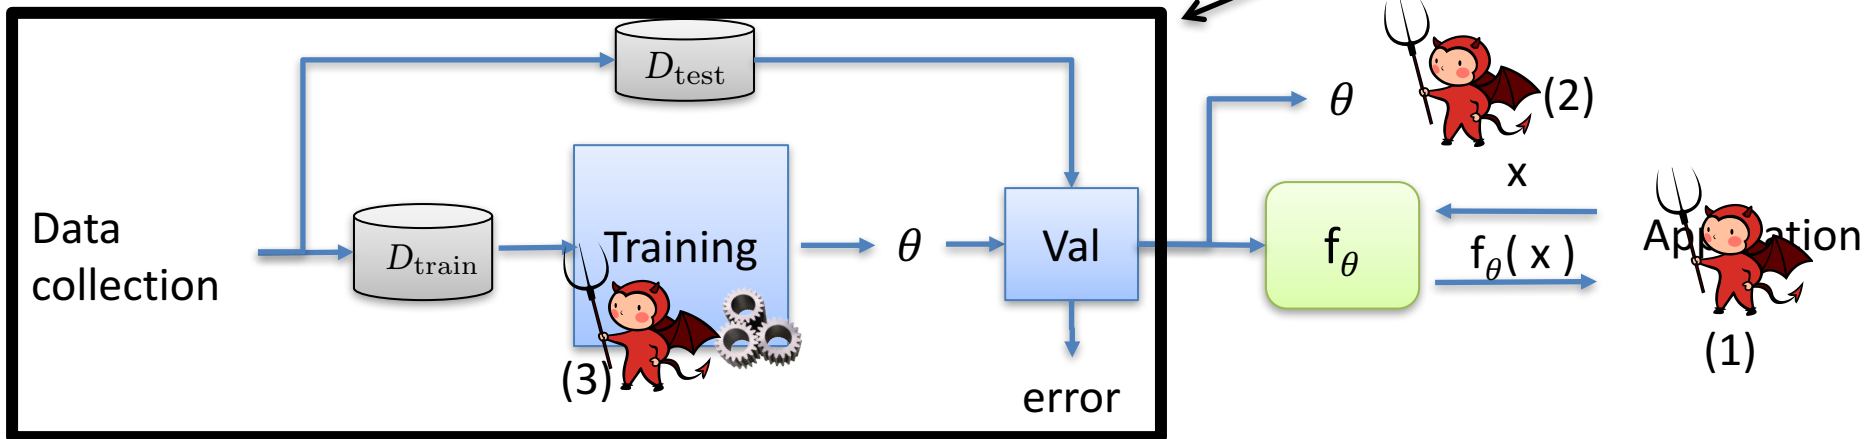 D_test
θ
(2)
x
Data
collection
D_train
Training
θ
Val
f_θ
f_θ( x )
(1)
(3)
error